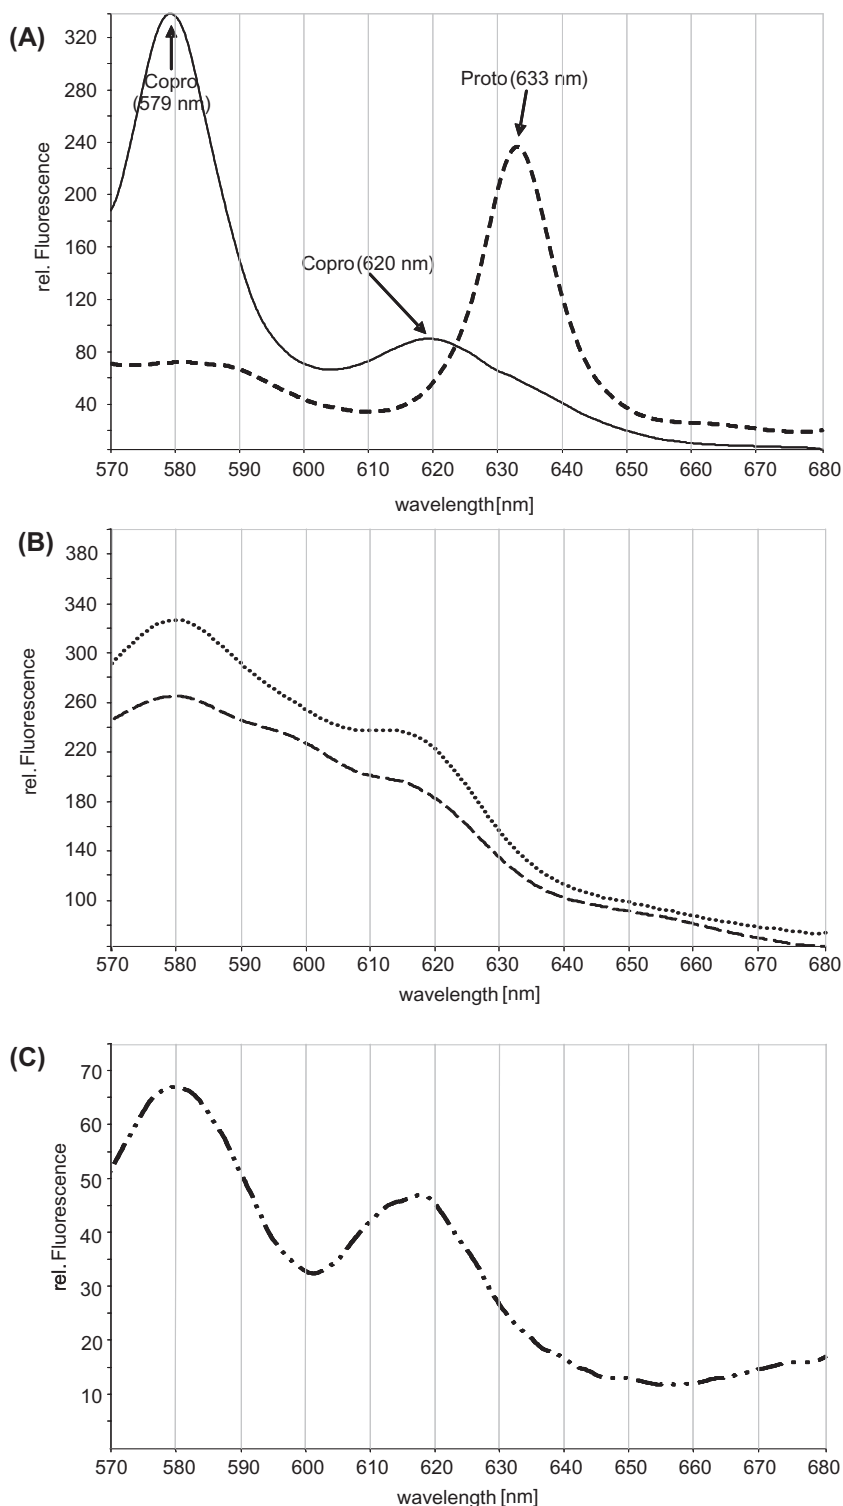 (A)
320
280
240
200
160
120
80
40
rel. Fluorescence
Copro
(579 nm)
Proto (633 nm)
Copro (620 nm)
570 580 590 600 610 620 630 640 650 660 670 680
wavelength [nm]
(B)
380
340
300
260
220
180
140
100
rel. Fluorescence
570 580 590 600 610 620 630 640 650 660 670 680
wavelength [nm]
(C)
70
60
50
40
30
20
10
rel. Fluorescence
570 580 590 600 610 620 630 640 650 660 670 680
wavelength [nm]